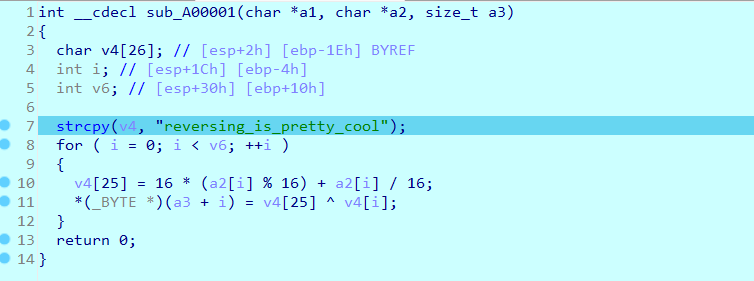 1 int __cdecl sub_A00001(char *a1, char *a2, size_t a3)
2 {
3   char v4[26]; // [esp+2h] [ebp-1Eh] BYREF
4   int i; // [esp+1Ch] [ebp-4h]
5   int v6; // [esp+30h] [ebp+10h]
6
7   strcpy(v4, "reversing_is_pretty_cool");
8   for ( i = 0; i < v6; ++i )
9   {
10     v4[25] = 16 * (a2[i] % 16) + a2[i] / 16;
11     *(_BYTE *)(a3 + i) = v4[25] ^ v4[i];
12   }
13   return 0;
14 }